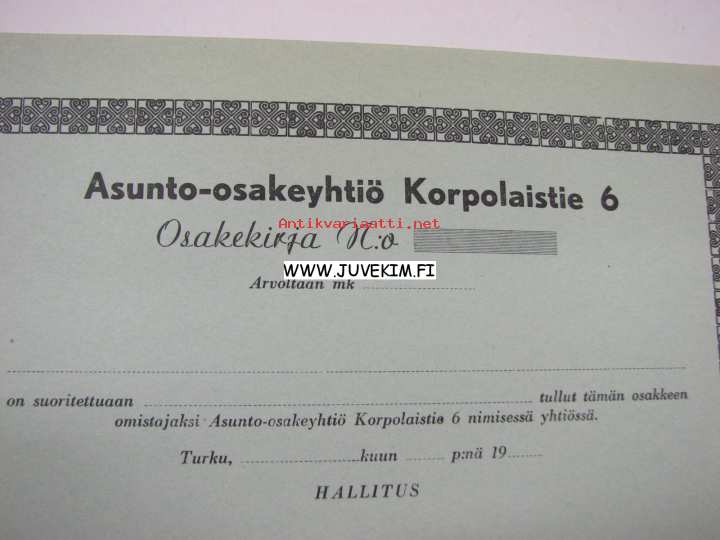 Asunto-osakeyhtiö Korpolaistie 6
Antikvariaatti.net
Osakekirja N:o
WWW.JUVEKIM.FI
Arvoltaan mk
on suoritettuaan tullut tämän osakkeen
omistajaksi Asunto-osakeyhtiö Korpolaistie 6 nimisessä yhtiössä.
Turku, kuun p:nä 19
HALLITUS